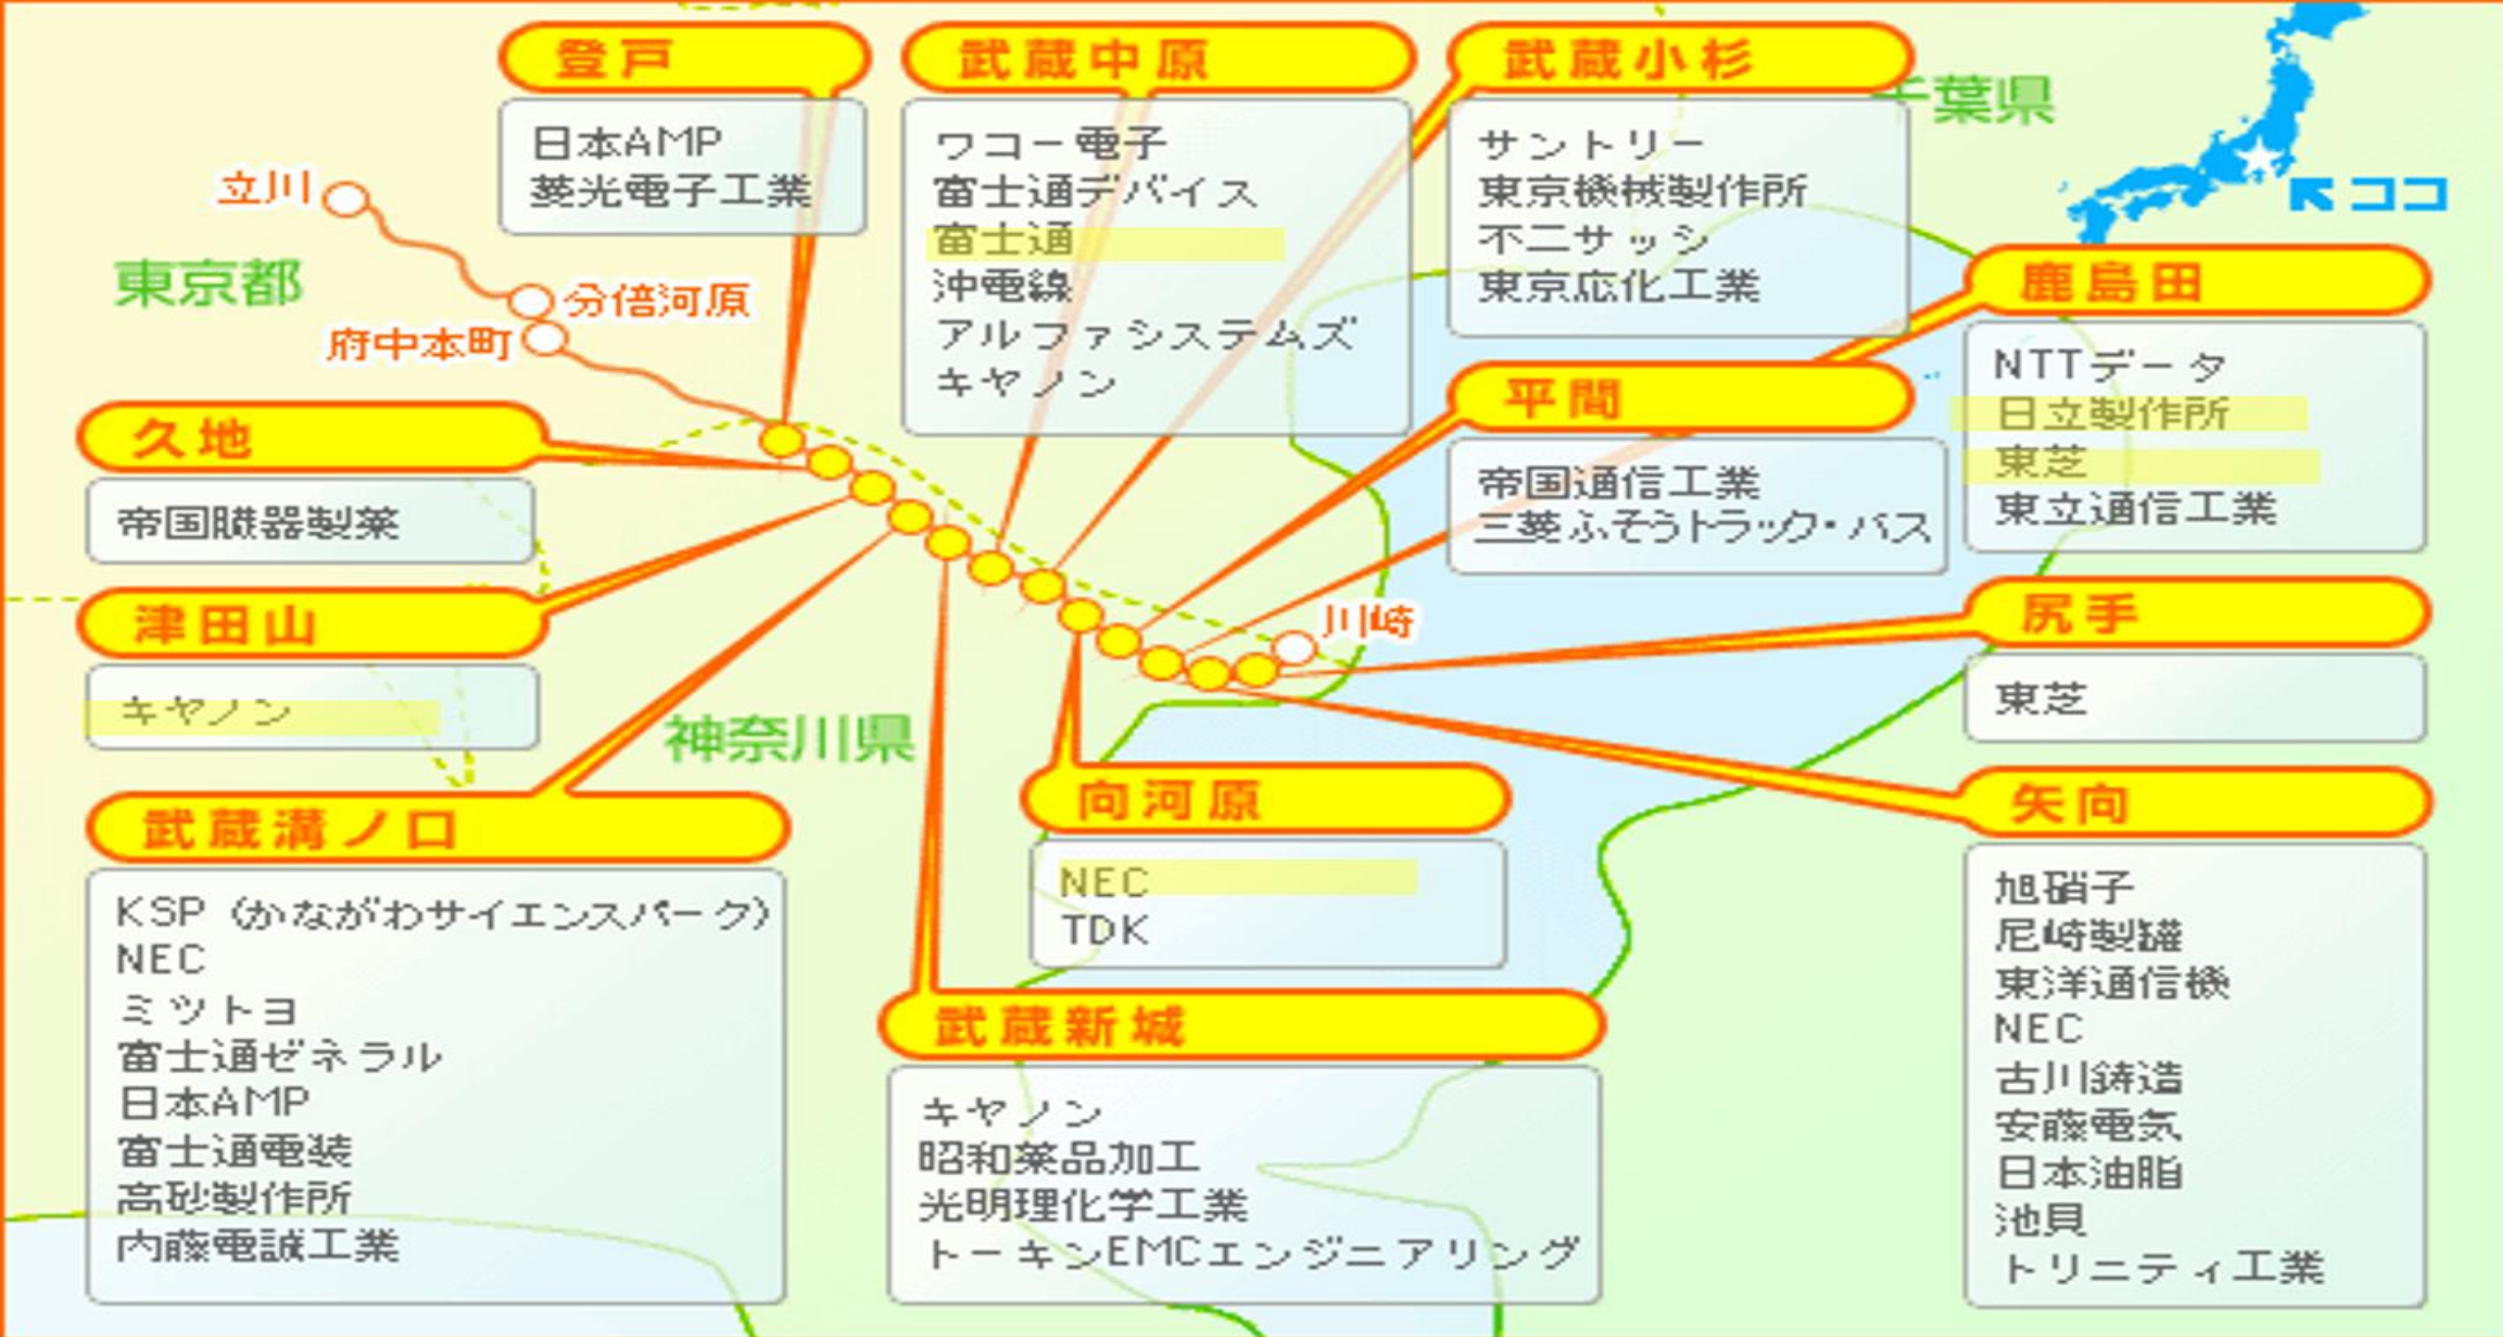 登戸
日本AMP
菱光電子工業
武蔵中原
ワコー電子
富士通デバイス
富士通
沖電線
アルファシステムズ
キヤノン
武蔵小杉
サントリー
東京機械製作所
不二サッシ
東京応化工業
千葉県
ココ
立川
東京都
分倍河原
府中本町
鹿島田
NTTデータ
日立製作所
東芝
東立通信工業
平間
帝国通信工業
三菱ふそうトラック・バス
久地
帝国臓器製薬
津田山
キヤノン
川崎
尻手
東芝
神奈川県
武蔵溝ノ口
KSP (かながわサイエンスパーク)
NEC
ミツトヨ
富士通ゼネラル
日本AMP
富士通電装
高砂製作所
内藤電誠工業
向河原
NEC
TDK
武蔵新城
キヤノン
昭和薬品加工
光明理化学工業
トーキンEMCエンジニアリング
矢向
旭硝子
尼崎製罐
東洋通信機
NEC
古川鋳造
安藤電気
日本油脂
池貝
トリニティ工業